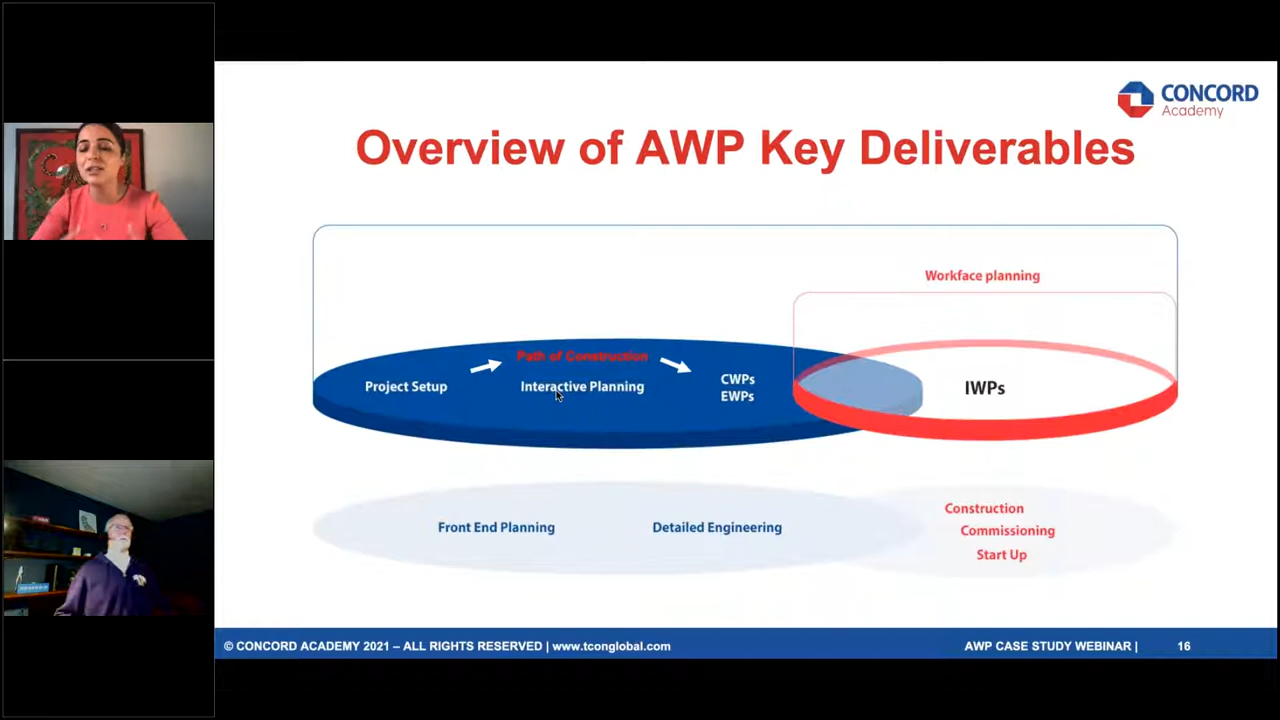 CONCORD
Academy
Overview of AWP Key Deliverables
Workface planning
Path of Construction
Project Setup
Interactive Planning
CWPs
EWPs
IWPs
Front End Planning
Detailed Engineering
Construction
Commissioning
Start Up
© CONCORD ACADEMY 2021 – ALL RIGHTS RESERVED | www.tconglobal.com
AWP CASE STUDY WEBINAR |
16